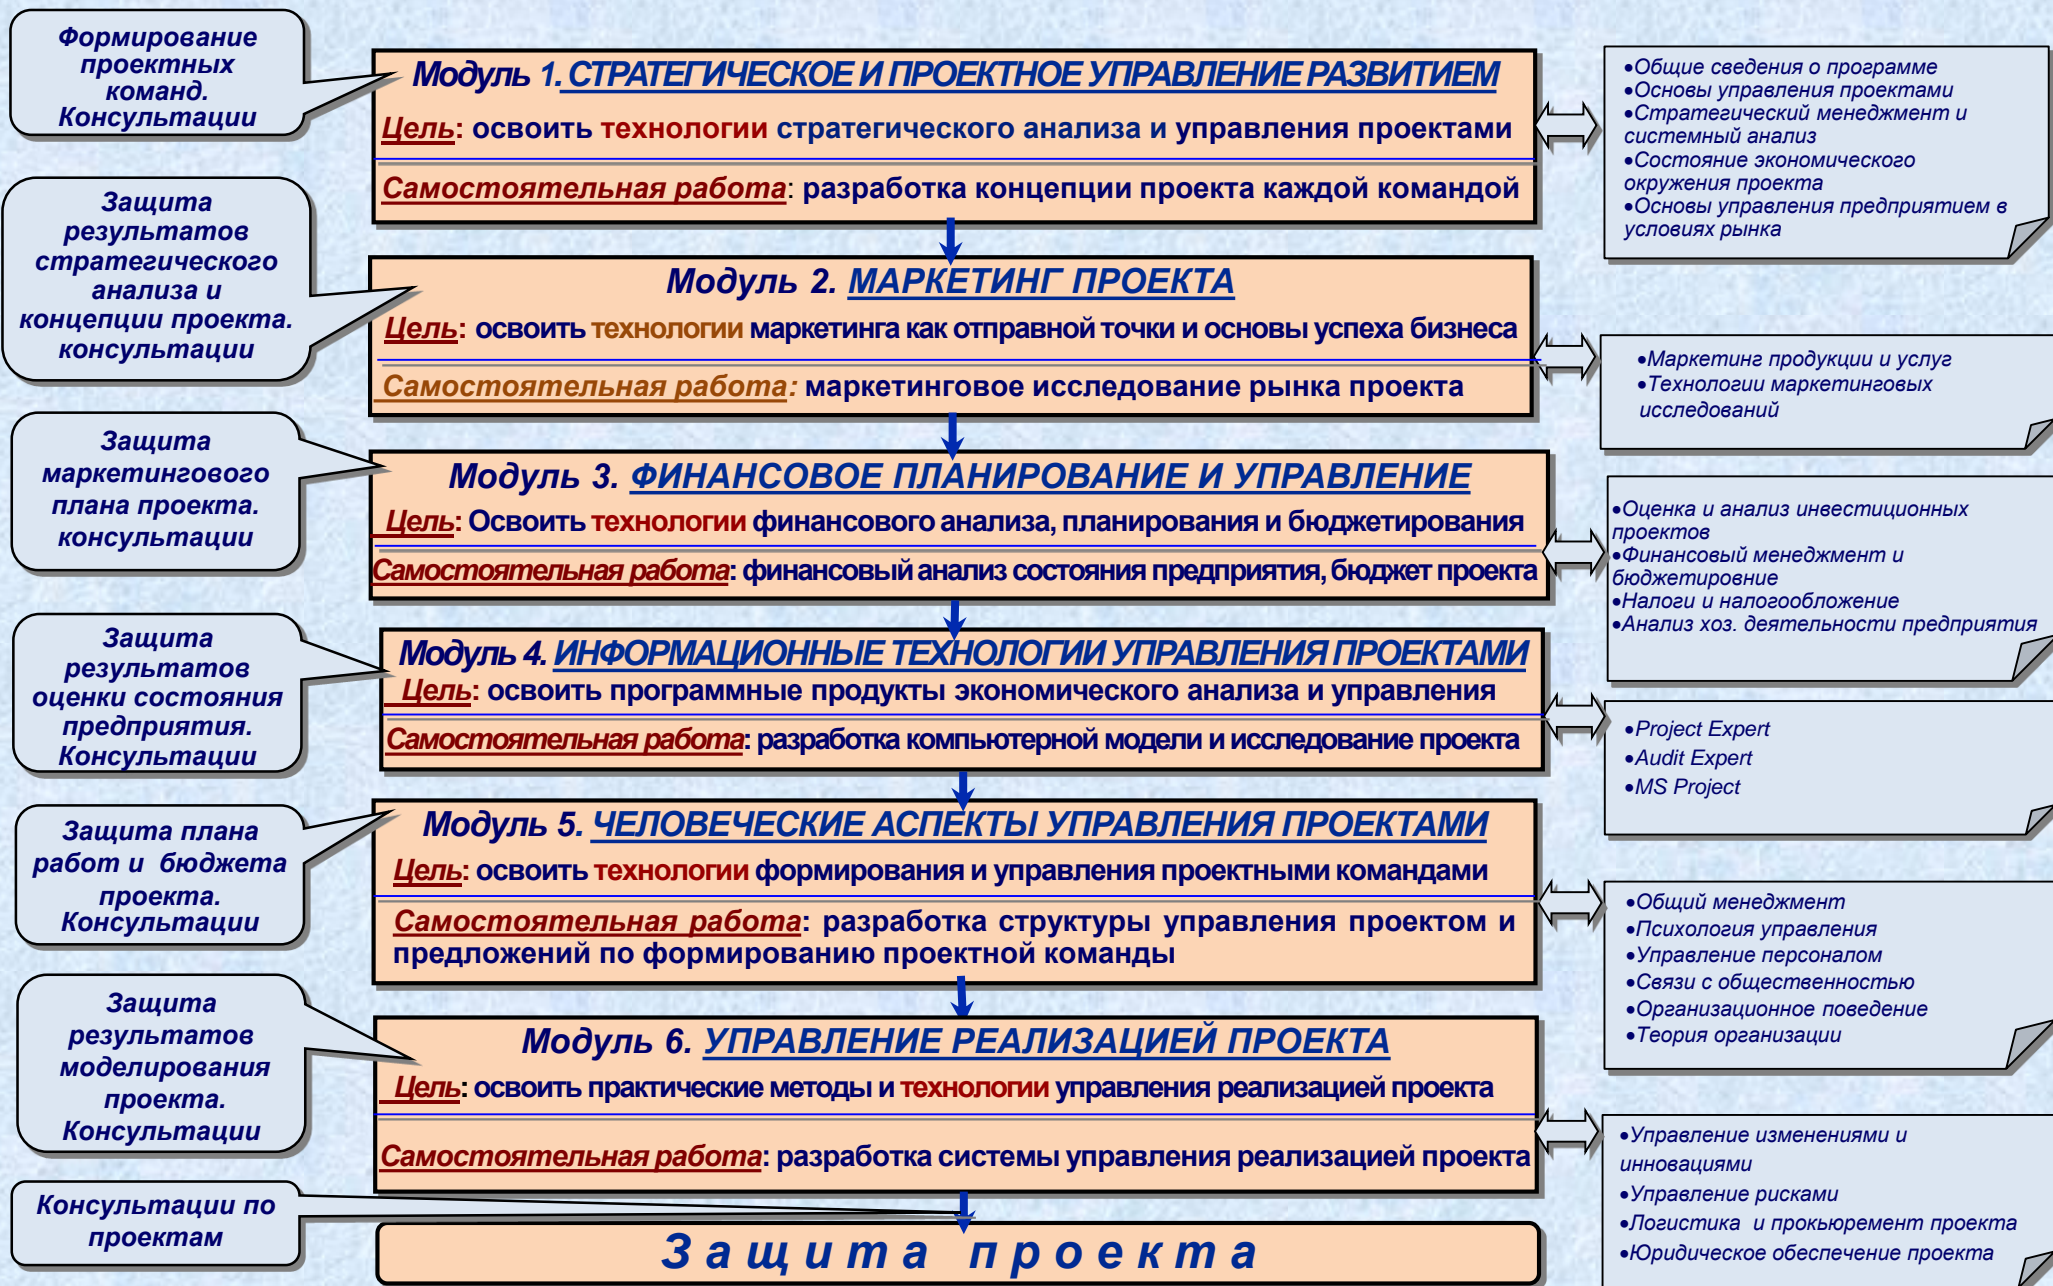 Формирование
проектных
команд.
Консультации
Модуль 1. СТРАТЕГИЧЕСКОЕ И ПРОЕКТНОЕ УПРАВЛЕНИЕ РАЗВИТИЕМ
Цель: освоить технологии стратегического анализа и управления проектами
Самостоятельная работа: разработка концепции проекта каждой командой
•Общие сведения о программе
•Основы управления проектами
•Стратегический менеджмент и
системный анализ
•Состояние экономического
окружения проекта
•Основы управления предприятием в
условиях рынка
Защита
результатов
стратегического
анализа и
концепции проекта.
консультации
Модуль 2. МАРКЕТИНГ ПРОЕКТА
Цель: освоить технологии маркетинга как отправной точки и основы успеха бизнеса
Самостоятельная работа: маркетинговое исследование рынка проекта
•Маркетинг продукции и услуг
•Технологии маркетинговых
исследований
Защита
маркетингового
плана проекта.
консультации
Модуль 3. ФИНАНСОВОЕ ПЛАНИРОВАНИЕ И УПРАВЛЕНИЕ
Цель: Освоить технологии финансового анализа, планирования и бюджетирования
Самостоятельная работа: финансовый анализ состояния предприятия, бюджет проекта
•Оценка и анализ инвестиционных
проектов
•Финансовый менеджмент и
бюджетировние
•Налоги и налогообложение
•Анализ хоз. деятельности предприятия
Защита
результатов
оценки состояния
предприятия.
Консультации
Модуль 4. ИНФОРМАЦИОННЫЕ ТЕХНОЛОГИИ УПРАВЛЕНИЯ ПРОЕКТАМИ
Цель: освоить программные продукты экономического анализа и управления
Самостоятельная работа: разработка компьютерной модели и исследование проекта
•Project Expert
•Audit Expert
•MS Project
Защита плана
работ и бюджета
проекта.
Консультации
Модуль 5. ЧЕЛОВЕЧЕСКИЕ АСПЕКТЫ УПРАВЛЕНИЯ ПРОЕКТАМИ
Цель: освоить технологии формирования и управления проектными командами
Самостоятельная работа: разработка структуры управления проектом и
предложений по формированию проектной команды
•Общий менеджмент
•Психология управления
•Управление персоналом
•Связи с общественностью
•Организационное поведение
•Теория организации
Защита
результатов
моделирования
проекта.
Консультации
Модуль 6. УПРАВЛЕНИЕ РЕАЛИЗАЦИЕЙ ПРОЕКТА
Цель: освоить практические методы и технологии управления реализацией проекта
Самостоятельная работа: разработка системы управления реализацией проекта
•Управление изменениями и
инновациями
•Управление рисками
•Логистика и прокьюремент проекта
•Юридическое обеспечение проекта
Консультации по
проектам
Защита проекта